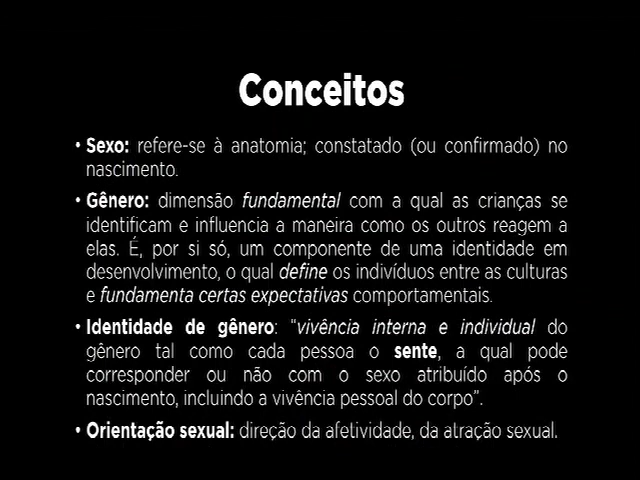 Conceitos
• Sexo: refere-se à anatomia; constatado (ou confirmado) no
nascimento.
• Gênero: dimensão fundamental com a qual as crianças se
identificam e influencia a maneira como os outros reagem a
elas. É, por si só, um componente de uma identidade em
desenvolvimento, o qual define os indivíduos entre as culturas
e fundamenta certas expectativas comportamentais.
• Identidade de gênero: “vivência interna e individual do
gênero tal como cada pessoa o sente, a qual pode
corresponder ou não com o sexo atribuído após o
nascimento, incluindo a vivência pessoal do corpo”.
• Orientação sexual: direção da afetividade, da atração sexual.